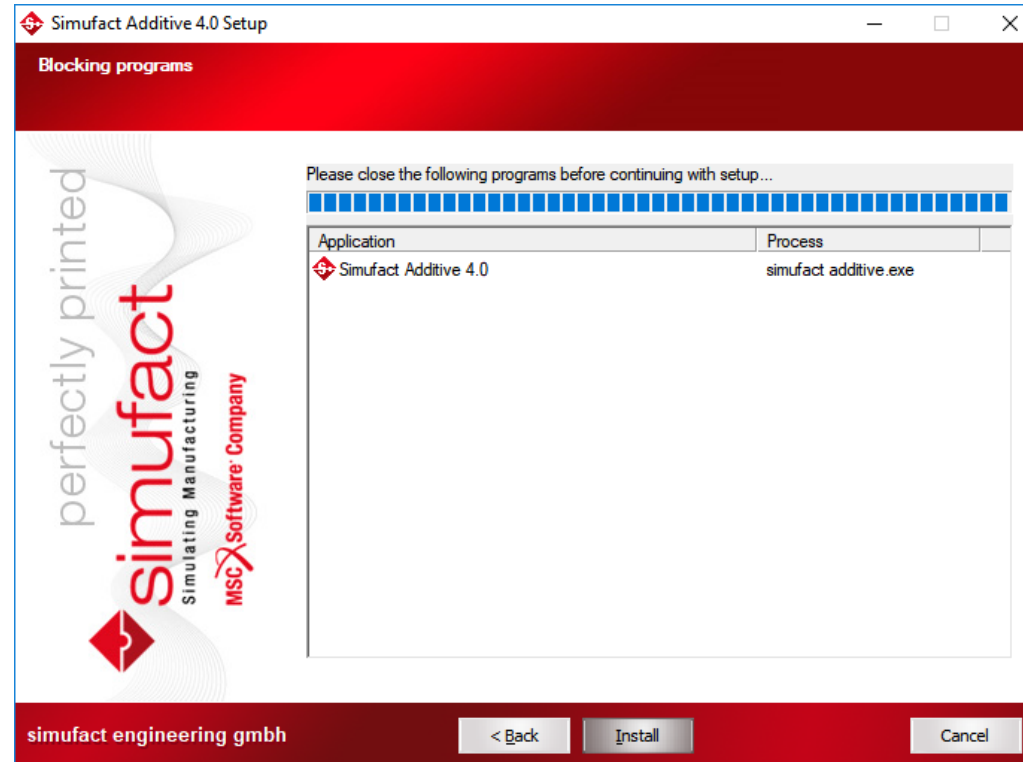 Simufact Additive 4.0 Setup
Blocking programs
perfectly printed
simufact
Simulating Manufacturing
MSC Software Company
Please close the following programs before continuing with setup...
Application Process
Simufact Additive 4.0 simufact additive.exe
simufact engineering gmbh
< Back Install Cancel